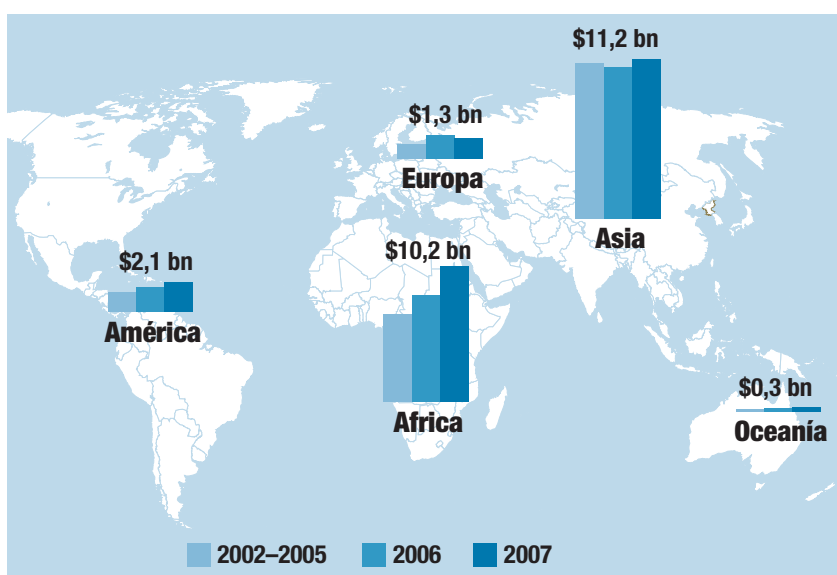 $11,2 bn
Asia
$1,3 bn
Europa
$10,2 bn
Africa
$2,1 bn
América
$0,3 bn
Oceanía
2002–2005 2006 2007